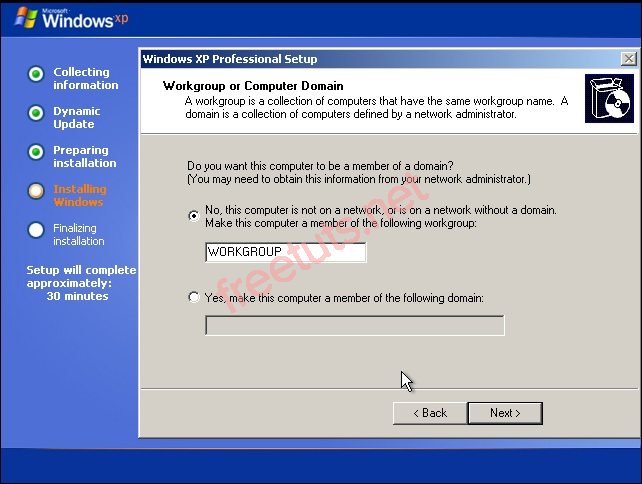 Microsoft
Windows xp
Collecting
information
Dynamic
Update
Preparing
installation
Installing
Windows
Finalizing
installation
Setup will complete
approximately:
30 minutes
Windows XP Professional Setup
Workgroup or Computer Domain
A workgroup is a collection of computers that have the same workgroup name. A
domain is a collection of computers defined by a network administrator.
Do you want this computer to be a member of a domain?
(You may need to obtain this information from your network administrator.)
No, this computer is not on a network, or is on a network without a domain.
Make this computer a member of the following workgroup:
WORKGROUP
Yes, make this computer a member of the following domain:
< Back
Next >
freetuts.net